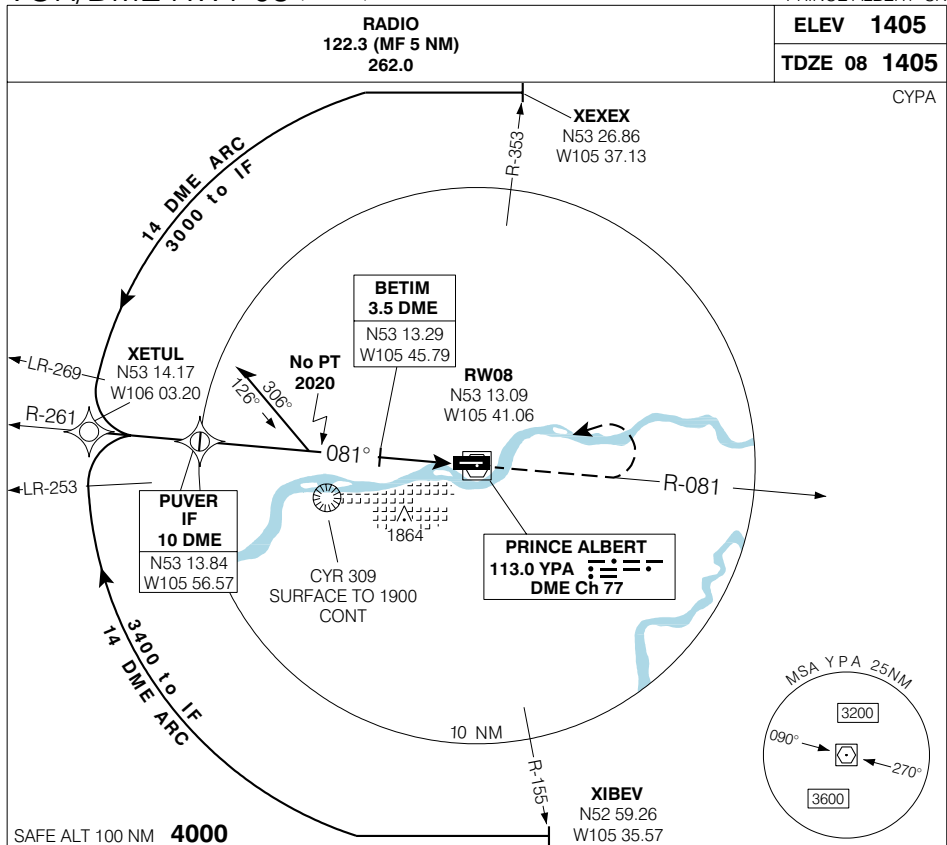 RADIO
122.3 (MF 5 NM)
262.0
ELEV 1405
TDZE 08 1405
CYPA
XEXEX
N53 26.86
W105 37.13
R-353
14 DME ARC
3000 to IF
BETIM
3.5 DME
N53 13.29
W105 45.79
XETUL
N53 14.17
W106 03.20
LR-269
No PT
2020
306°
126°
RW08
N53 13.09
W105 41.06
R-261
081°
R-081
LR-253
PUVER
IF
10 DME
N53 13.84
W105 56.57
1864
CYR 309
SURFACE TO 1900
CONT
PRINCE ALBERT
113.0 YPA
DME Ch 77
3400 to IF
14 DME ARC
10 NM
R-155
XIBEV
N52 59.26
W105 35.57
MSA YPA 25NM
3200
090°
270°
3600
SAFE ALT 100 NM 4000